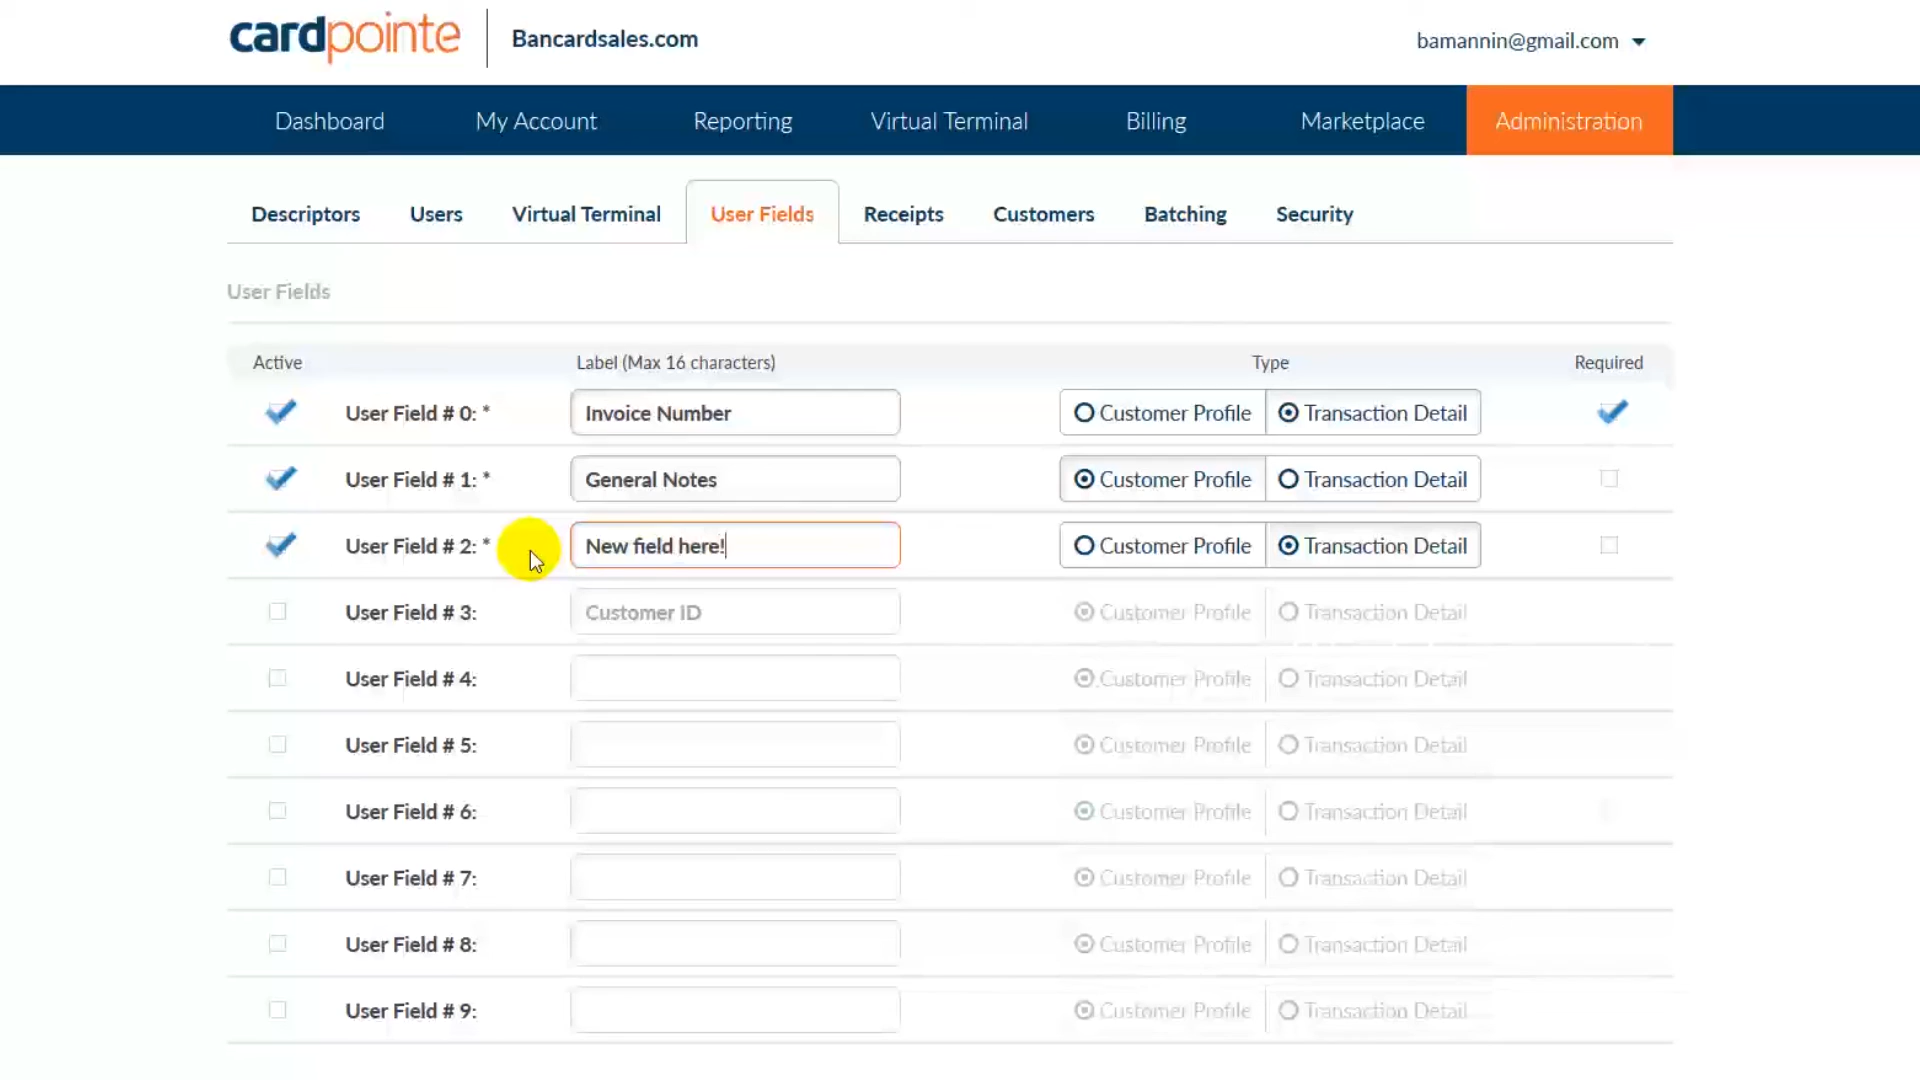 cardpointe
Bancardsales.com
bamannin@gmail.com
Dashboard My Account Reporting Virtual Terminal Billing Marketplace Administration
Descriptors Users Virtual Terminal User Fields Receipts Customers Batching Security
User Fields
Active Label (Max 16 characters) Type Required
User Field # 0: * Invoice Number Customer Profile Transaction Detail
User Field # 1: * General Notes Customer Profile Transaction Detail
User Field # 2: * New field here! Customer Profile Transaction Detail
User Field # 3: Customer ID Customer Profile Transaction Detail
User Field # 4: Customer Profile Transaction Detail
User Field # 5: Customer Profile Transaction Detail
User Field # 6: Customer Profile Transaction Detail
User Field # 7: Customer Profile Transaction Detail
User Field # 8: Customer Profile Transaction Detail
User Field # 9: Customer Profile Transaction Detail